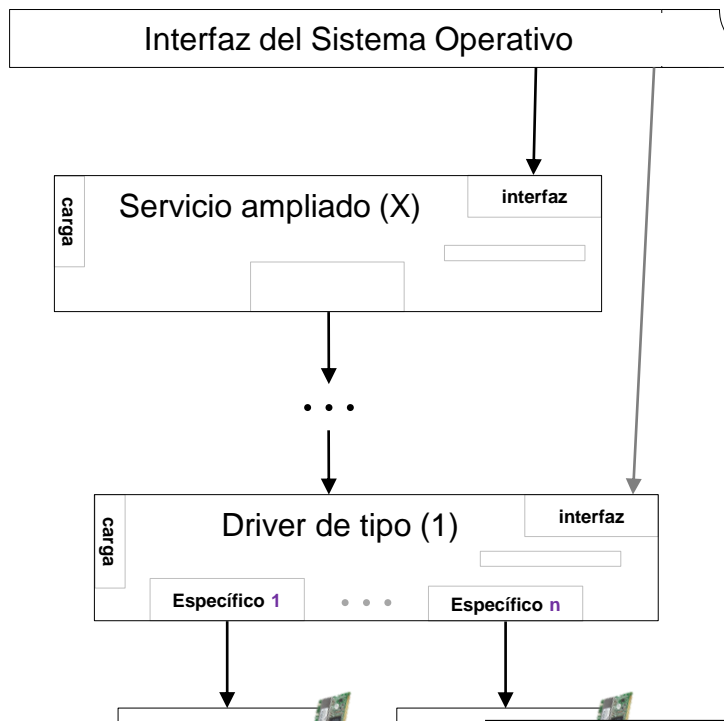 Interfaz del Sistema Operativo
carga
Servicio ampliado (X)
interfaz
• • •
carga
Driver de tipo (1)
interfaz
Específico 1
• • •
Específico n